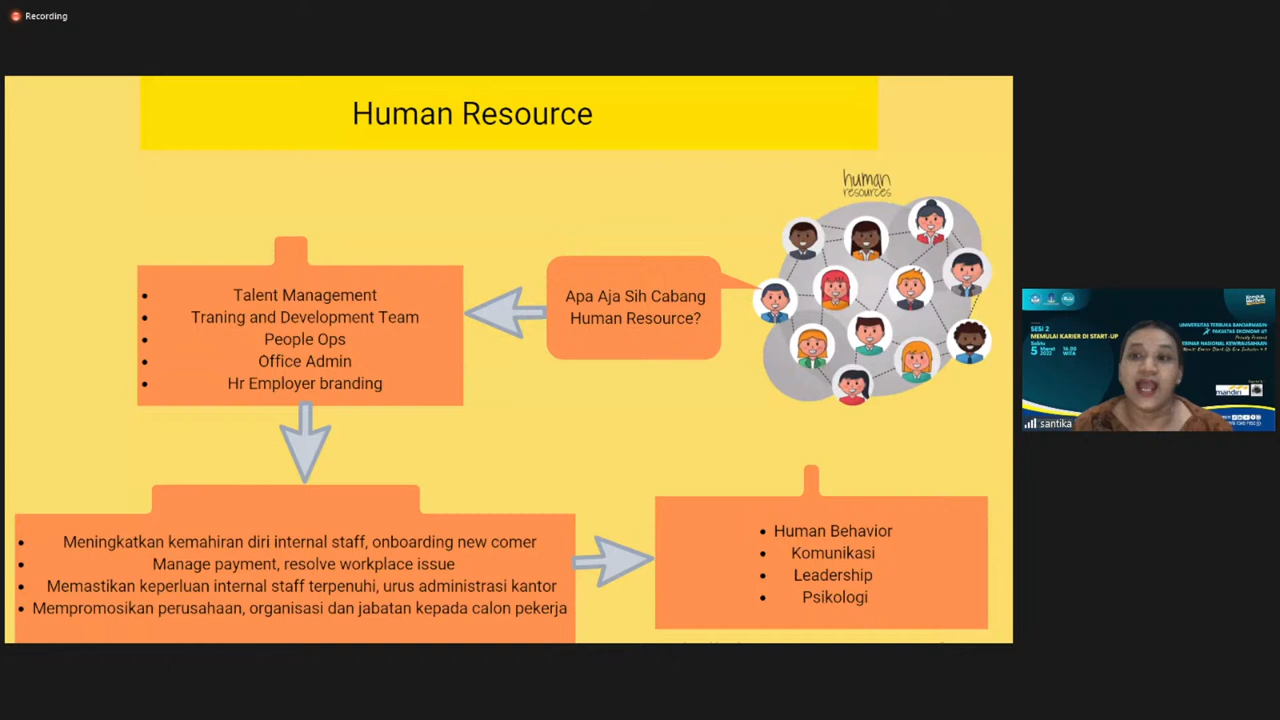 Recording
Human Resource
human
resources
Apa Aja Sih Cabang
Human Resource?
Talent Management
Traning and Development Team
People Ops
Office Admin
Hr Employer branding
Meningkatkan kemahiran diri internal staff, onboarding new comer
Manage payment, resolve workplace issue
Memastikan keperluan internal staff terpenuhi, urus administrasi kantor
Mempromosikan perusahaan, organisasi dan jabatan kepada calon pekerja
Human Behavior
Komunikasi
Leadership
Psikologi
SESI 2
MEMULAI KARIER DI START-UP
Sabtu
5 Maret 2022
16.00 WITA
UNIVERSITAS TERBUKA BANJARMASIN
FAKULTAS EKONOMI UT
Proudly Present
mandiri
santika